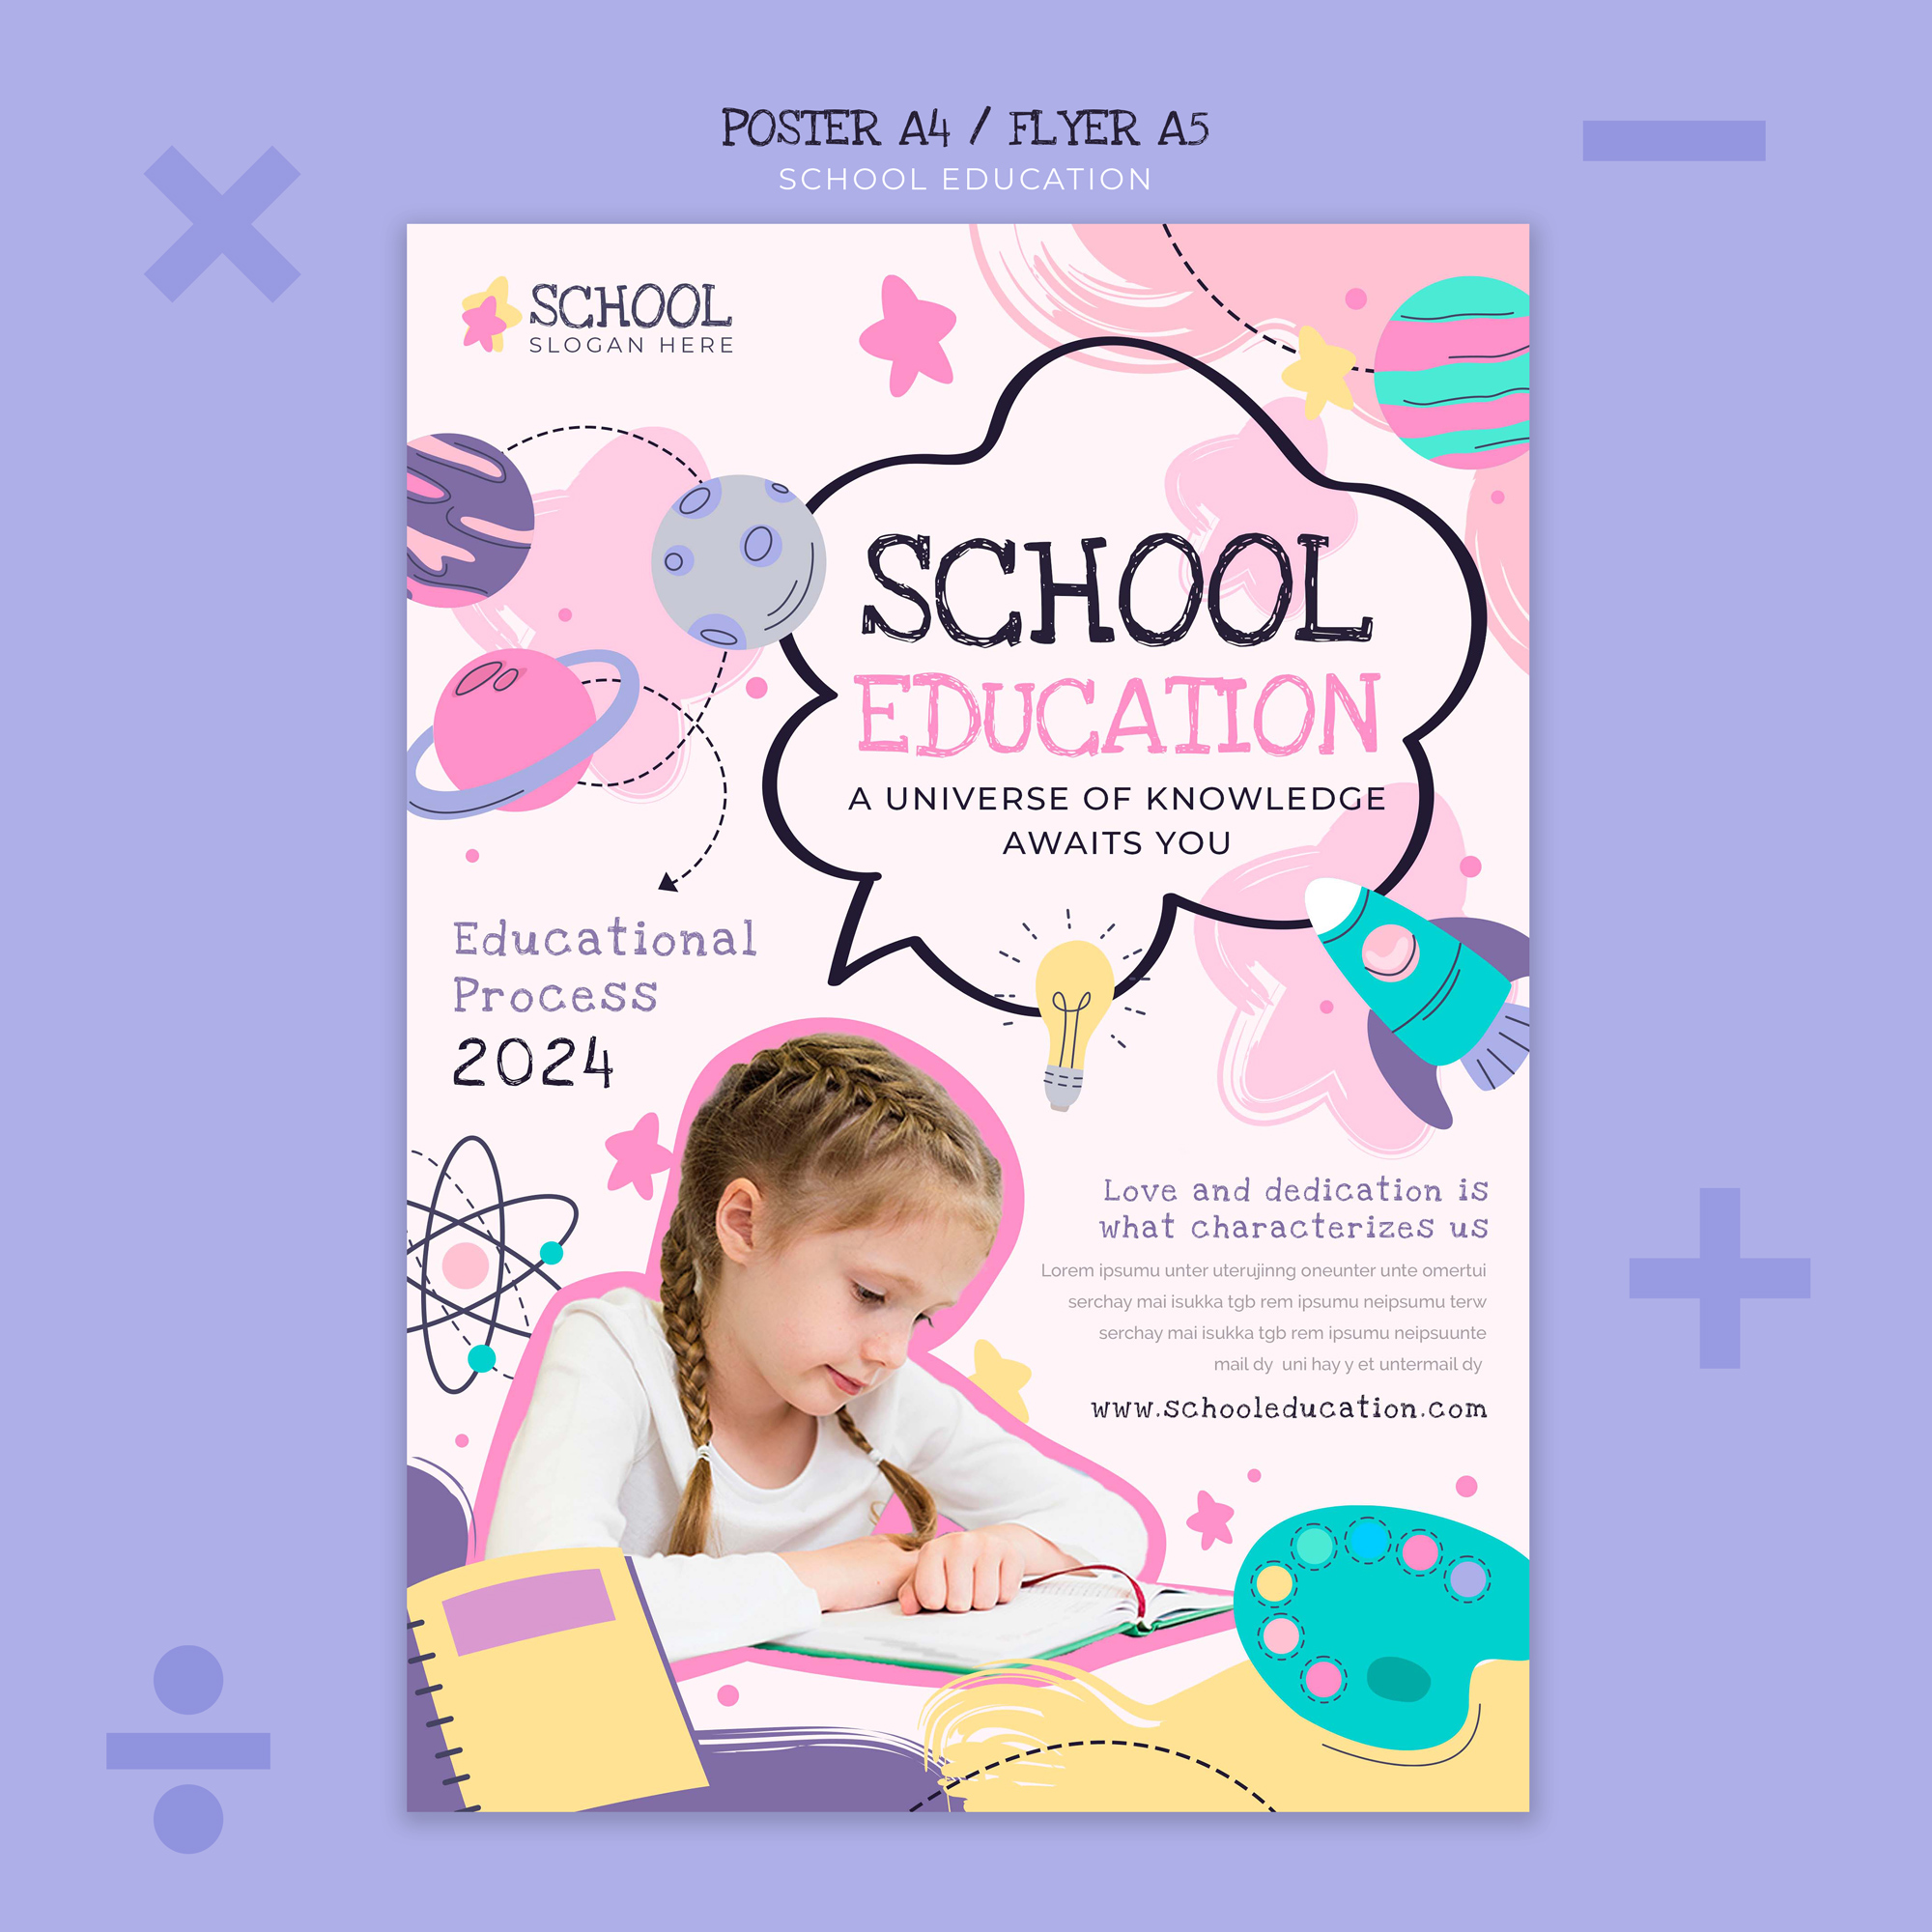 POSTER A4 / FLYER A5
SCHOOL EDUCATION
SCHOOL
SLOGAN HERE
SCHOOL
EDUCATION
A UNIVERSE OF KNOWLEDGE
AWAITS YOU
Educational
Process
2024
Love and dedication is
what characterizes us
Lorem ipsumu unter uterujinng oneunter unte omertui
serchay mai isukka tgb rem ipsumu neipsumu terw
serchay mai isukka tgb rem ipsumu neipsuunte
mail dy uni hay y et untermail dy
www.schooleducation.com